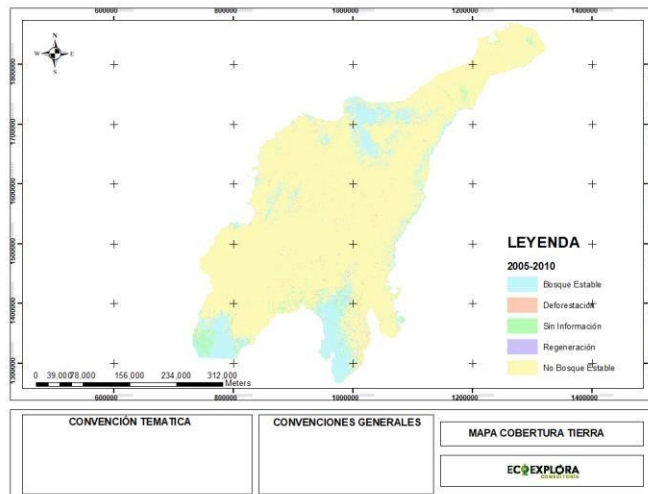 600000 800000 1000000 1200000 1400000
N
W E
S
1800000
1700000
1600000
1500000
1400000
1300000
LEYENDA
2005-2010
Bosque Estable
Deforestación
Sin Información
Regeneración
No Bosque Estable
0 39,000 78,000 156,000 234,000 312,000
Meters
600000 800000 1000000 1200000 1400000
CONVENCIÓN TEMATICA
CONVENCIONES GENERALES
MAPA COBERTURA TIERRA
ECOEXPLORA
CONSULTORÍA